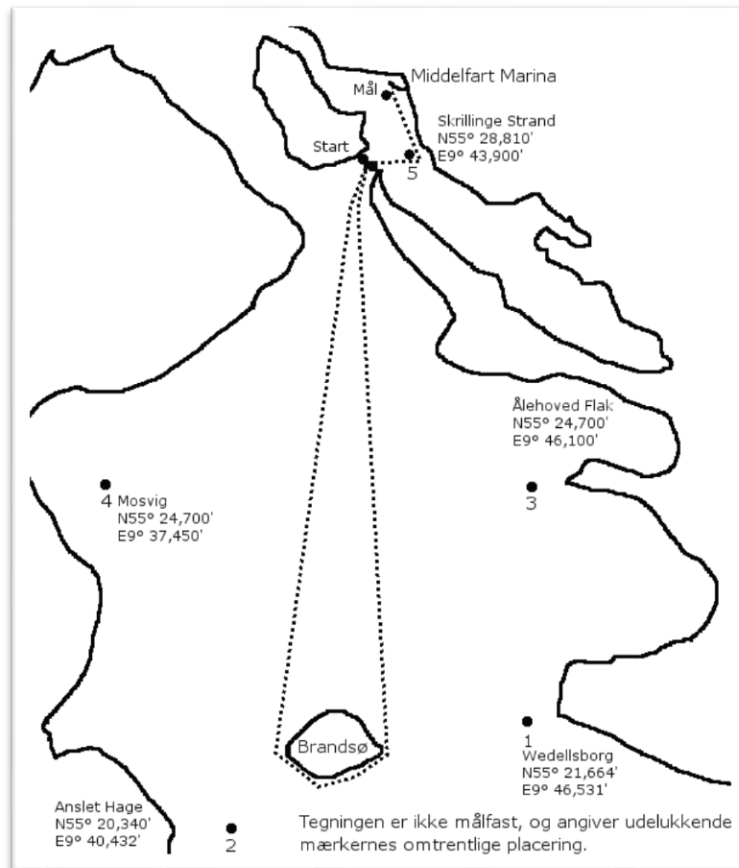 Middelfart Marina
Mål
Skrillinge Strand
N55° 28,810'
E9° 43,900'
Start
5
Ålehoved Flak
N55° 24,700'
E9° 46,100'
3
4 Mosvig
N55° 24,700'
E9° 37,450'
Brandsø
1
Wedellsborg
N55° 21,664'
E9° 46,531'
Anslet Hage
N55° 20,340'
E9° 40,432'
2
Tegningen er ikke målfast, og angiver udelukkende
mærkernes omtrentlige placering.